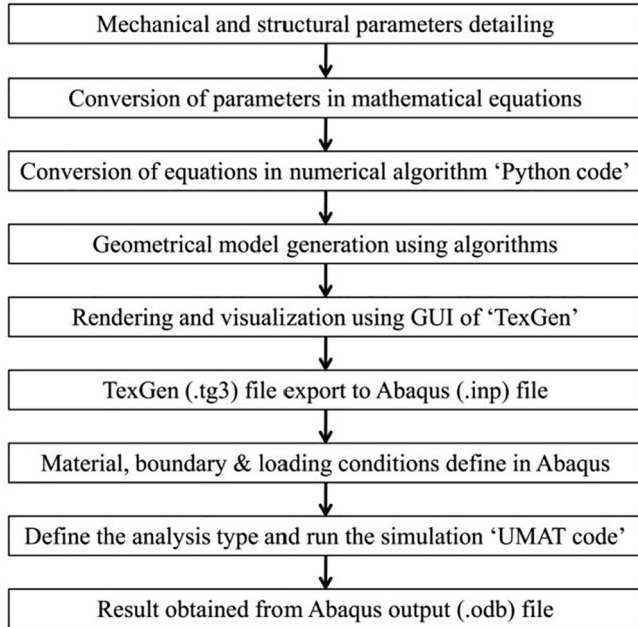 Mechanical and structural parameters detailing
Conversion of parameters in mathematical equations
Conversion of equations in numerical algorithm ‘Python code’
Geometrical model generation using algorithms
Rendering and visualization using GUI of ‘TexGen’
TexGen (.tg3) file export to Abaqus (.inp) file
Material, boundary & loading conditions define in Abaqus
Define the analysis type and run the simulation ‘UMAT code’
Result obtained from Abaqus output (.odb) file